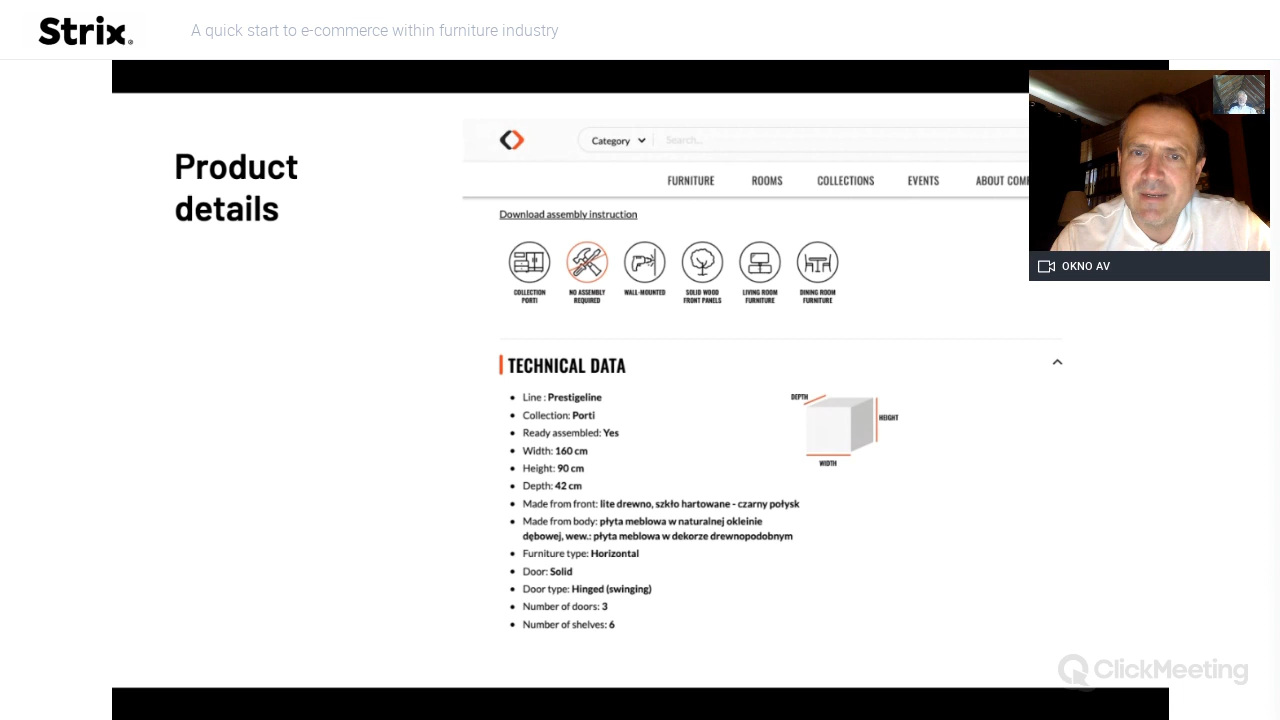 Strix®
A quick start to e-commerce within furniture industry
Product
details
Category
Search...
FURNITURE
ROOMS
COLLECTIONS
EVENTS
ABOUT COM
Download assembly instruction
COLLECTION
PORTI
NO ASSEMBLY
REQUIRED
WALL-MOUNTED
SOLID WOOD
FRONT PANELS
LIVING ROOM
FURNITURE
DINING ROOM
FURNITURE
TECHNICAL DATA
Line : Prestigeline
Collection: Porti
Ready assembled: Yes
Width: 160 cm
Height: 90 cm
Depth: 42 cm
Made from front: lite drewno, szkło hartowane - czarny połysk
Made from body: płyta meblowa w naturalnej okleinie
dębowej, wew.: płyta meblowa w dekorze drewnopodobnym
Furniture type: Horizontal
Door: Solid
Door type: Hinged (swinging)
Number of doors: 3
Number of shelves: 6
DEPTH
HEIGHT
WIDTH
OKNO AV
ClickMeeting